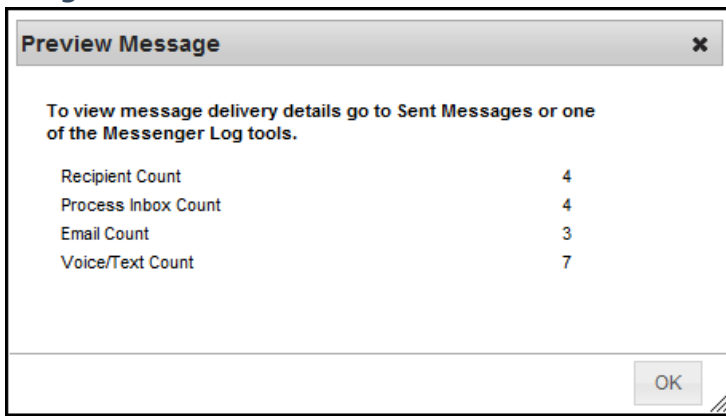 Preview Message
To view message delivery details go to Sent Messages or one
of the Messenger Log tools.
Recipient Count 4
Process Inbox Count 4
Email Count 3
Voice/Text Count 7
OK